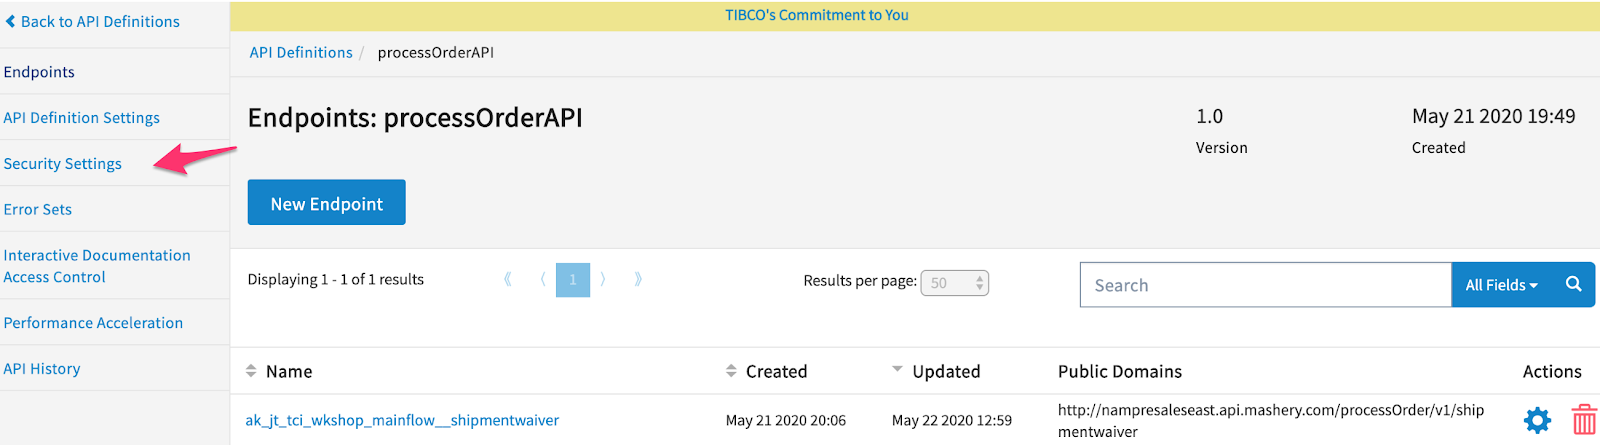 Back to API Definitions
TIBCO's Commitment to You
API Definitions / processOrderAPI
Endpoints
API Definition Settings
Security Settings
Error Sets
Interactive Documentation
Access Control
Performance Acceleration
API History
Endpoints: processOrderAPI
1.0
Version
May 21 2020 19:49
Created
New Endpoint
Displaying 1 - 1 of 1 results
1
Results per page: 50
Search
All Fields
Name Created Updated Public Domains Actions
ak_jt_tci_wkshop_mainflow__shipmentwaiver May 21 2020 20:06 May 22 2020 12:59 http://nampresaleseast.api.mashery.com/processOrder/v1/ship
mentwaiver